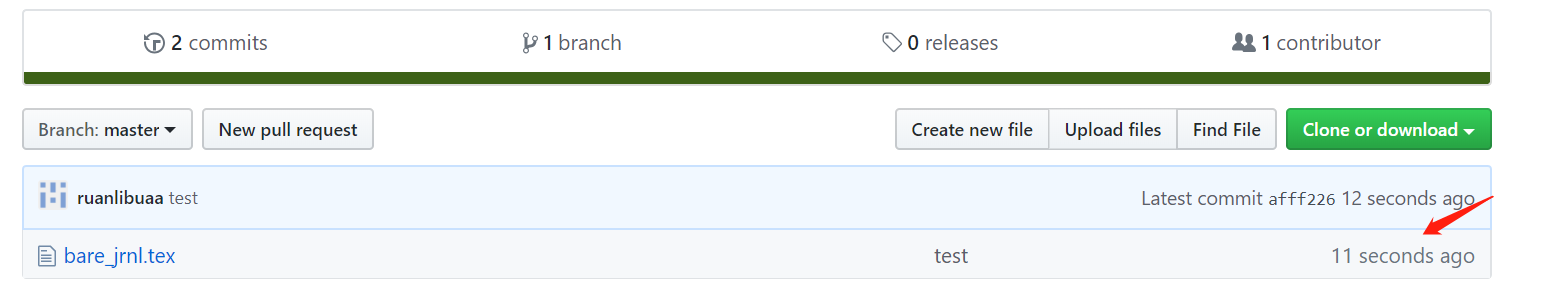 2 commits 1 branch 0 releases 1 contributor
Branch: master New pull request Create new file Upload files Find File Clone or download
ruanlibuaa test Latest commit afff226 12 seconds ago
bare_jrnl.tex test 11 seconds ago